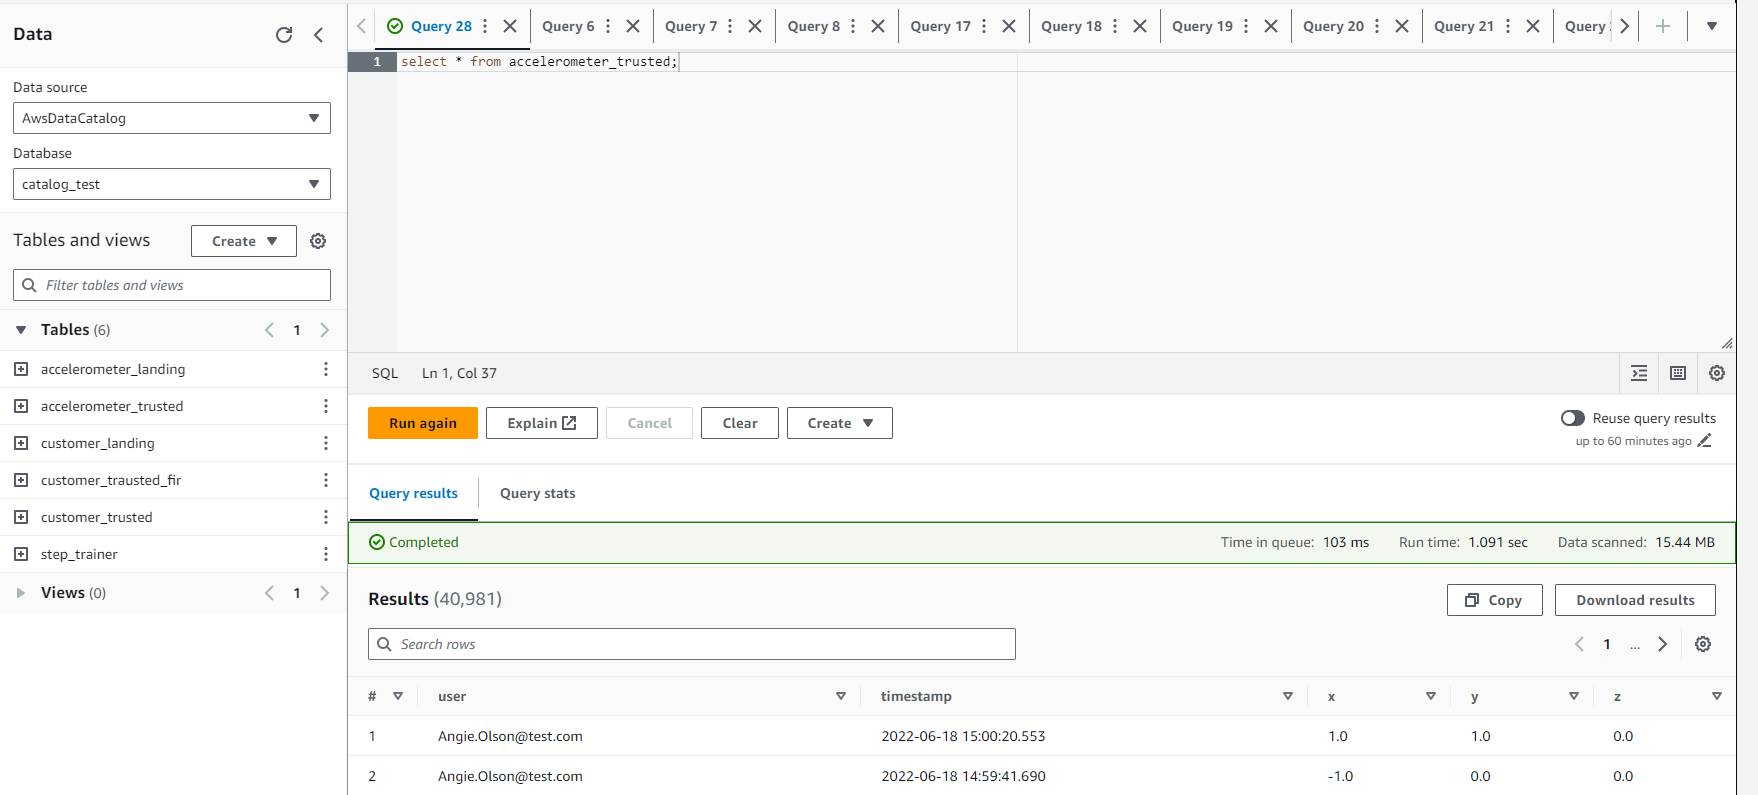 Data
Data source
AwsDataCatalog
Database
catalog_test
Tables and views
Create
Filter tables and views
Tables (6)
1
accelerometer_landing
accelerometer_trusted
customer_landing
customer_trausted_fir
customer_trusted
step_trainer
Views (0)
1
Query 28
Query 6
Query 7
Query 8
Query 17
Query 18
Query 19
Query 20
Query 21
Query
1 select * from accelerometer_trusted;
SQL Ln 1, Col 37
Run again
Explain
Cancel
Clear
Create
Reuse query results
up to 60 minutes ago
Query results
Query stats
Completed
Time in queue: 103 ms
Run time: 1.091 sec
Data scanned: 15.44 MB
Results (40,981)
Copy
Download results
Search rows
1 ...
# user timestamp x y z
1 Angie.Olson@test.com 2022-06-18 15:00:20.553 1.0 1.0 0.0
2 Angie.Olson@test.com 2022-06-18 14:59:41.690 -1.0 0.0 0.0